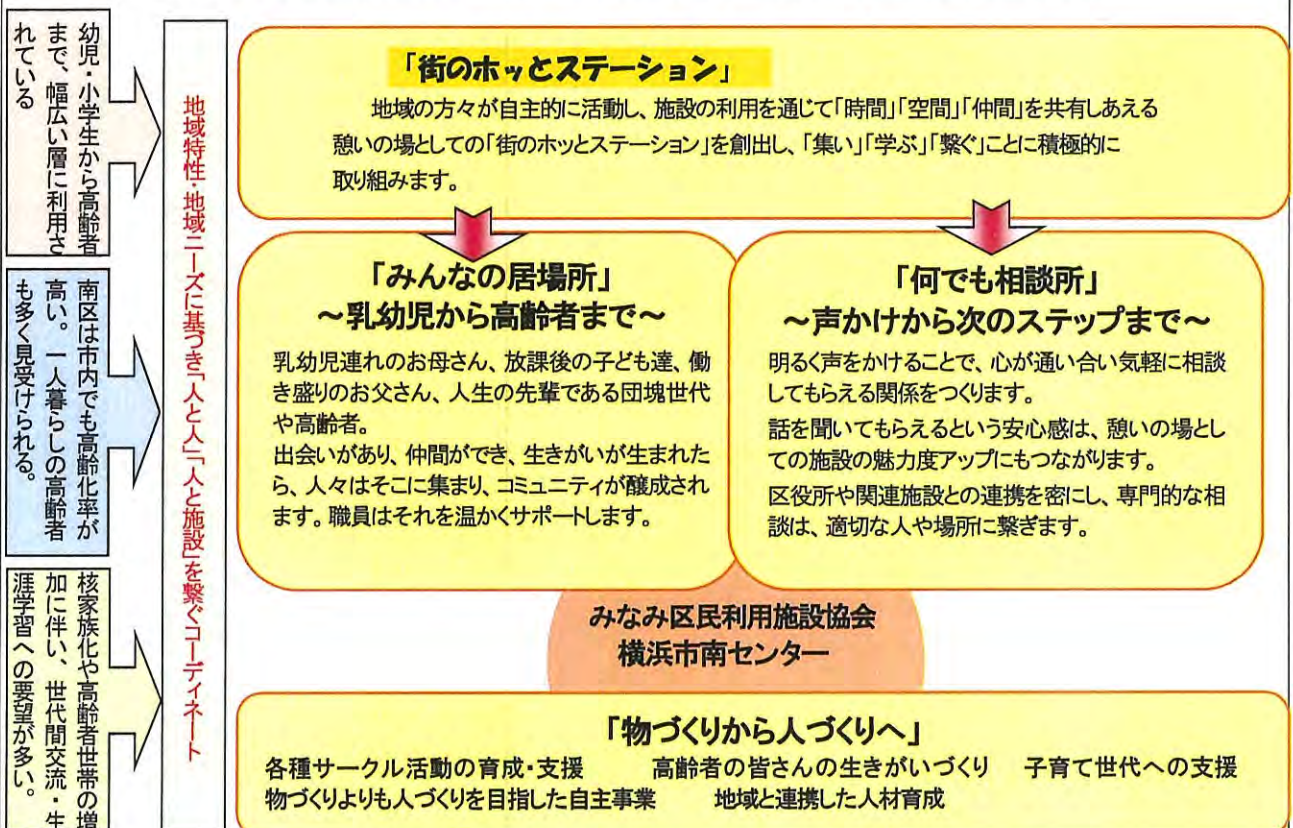 幼児・小学生から高齢者
まで、幅広い層に利用さ
れている
南区は市内でも高齢化率が
高い。一人暮らしの高齢者
も多く見受けられる。
核家族化や高齢者世帯の増
加に伴い、世代間交流・生
涯学習への要望が多い。
地域特性・地域ニーズに基づき「人と人」「人と施設」を繋ぐコーディネート
「街のホッとステーション」
地域の方々が自主的に活動し、施設の利用を通じて「時間」「空間」「仲間」を共有しあえる
憩いの場としての「街のホッとステーション」を創出し、「集い」「学ぶ」「繋ぐ」ことに積極的に
取り組みます。
「みんなの居場所」
～乳幼児から高齢者まで～
乳幼児連れのお母さん、放課後の子ども達、働
き盛りのお父さん、人生の先輩である団塊世代
や高齢者。
出会いがあり、仲間ができ、生きがいが生まれた
ら、人々はそこに集まり、コミュニティが醸成され
ます。職員はそれを温かくサポートします。
「何でも相談所」
～声かけから次のステップまで～
明るく声をかけることで、心が通い合い気軽に相談
してもらえる関係をつくります。
話を聞いてもらえるという安心感は、憩いの場とし
ての施設の魅力度アップにもつながります。
区役所や関連施設との連携を密にし、専門的な相
談は、適切な人や場所に繋ぎます。
みなみ区民利用施設協会
横浜市南センター
「物づくりから人づくりへ」
各種サークル活動の育成・支援 高齢者の皆さんの生きがいづくり 子育て世代への支援
物づくりよりも人づくりを目指した自主事業 地域と連携した人材育成